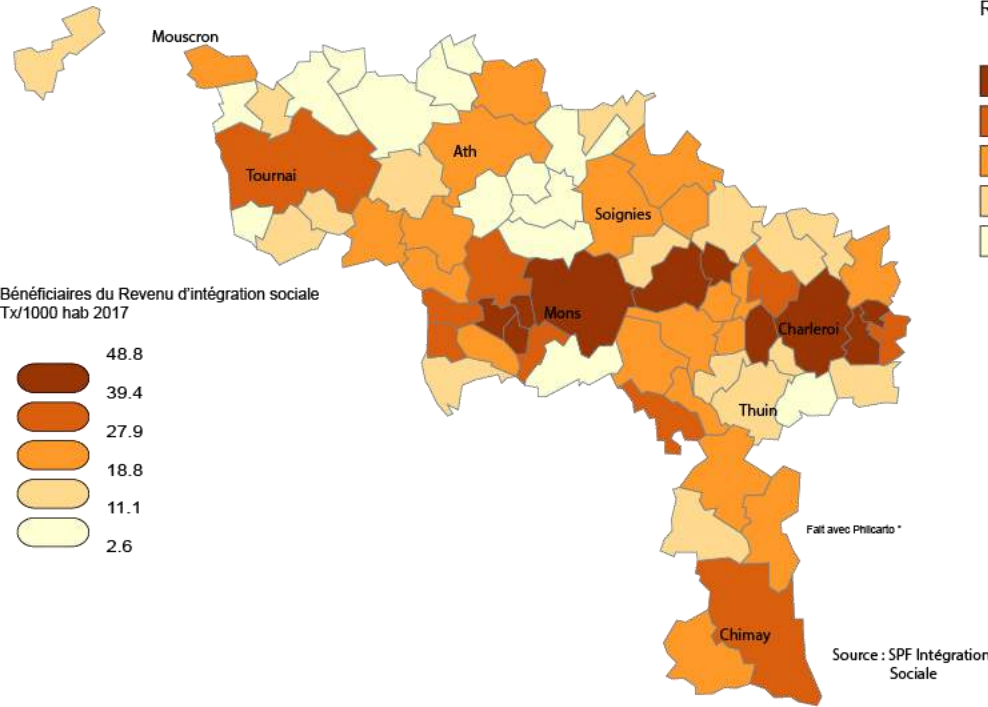 R
Mouscron
Ath
Tournai
Soignies
Bénéficiaires du Revenu d'intégration sociale
Tx/1000 hab 2017
Mons
Charleroi
48.8
39.4
27.9
18.8
11.1
2.6
Thuin
Fait avec Philcarto *
Chimay
Source : SPF Intégration
Sociale